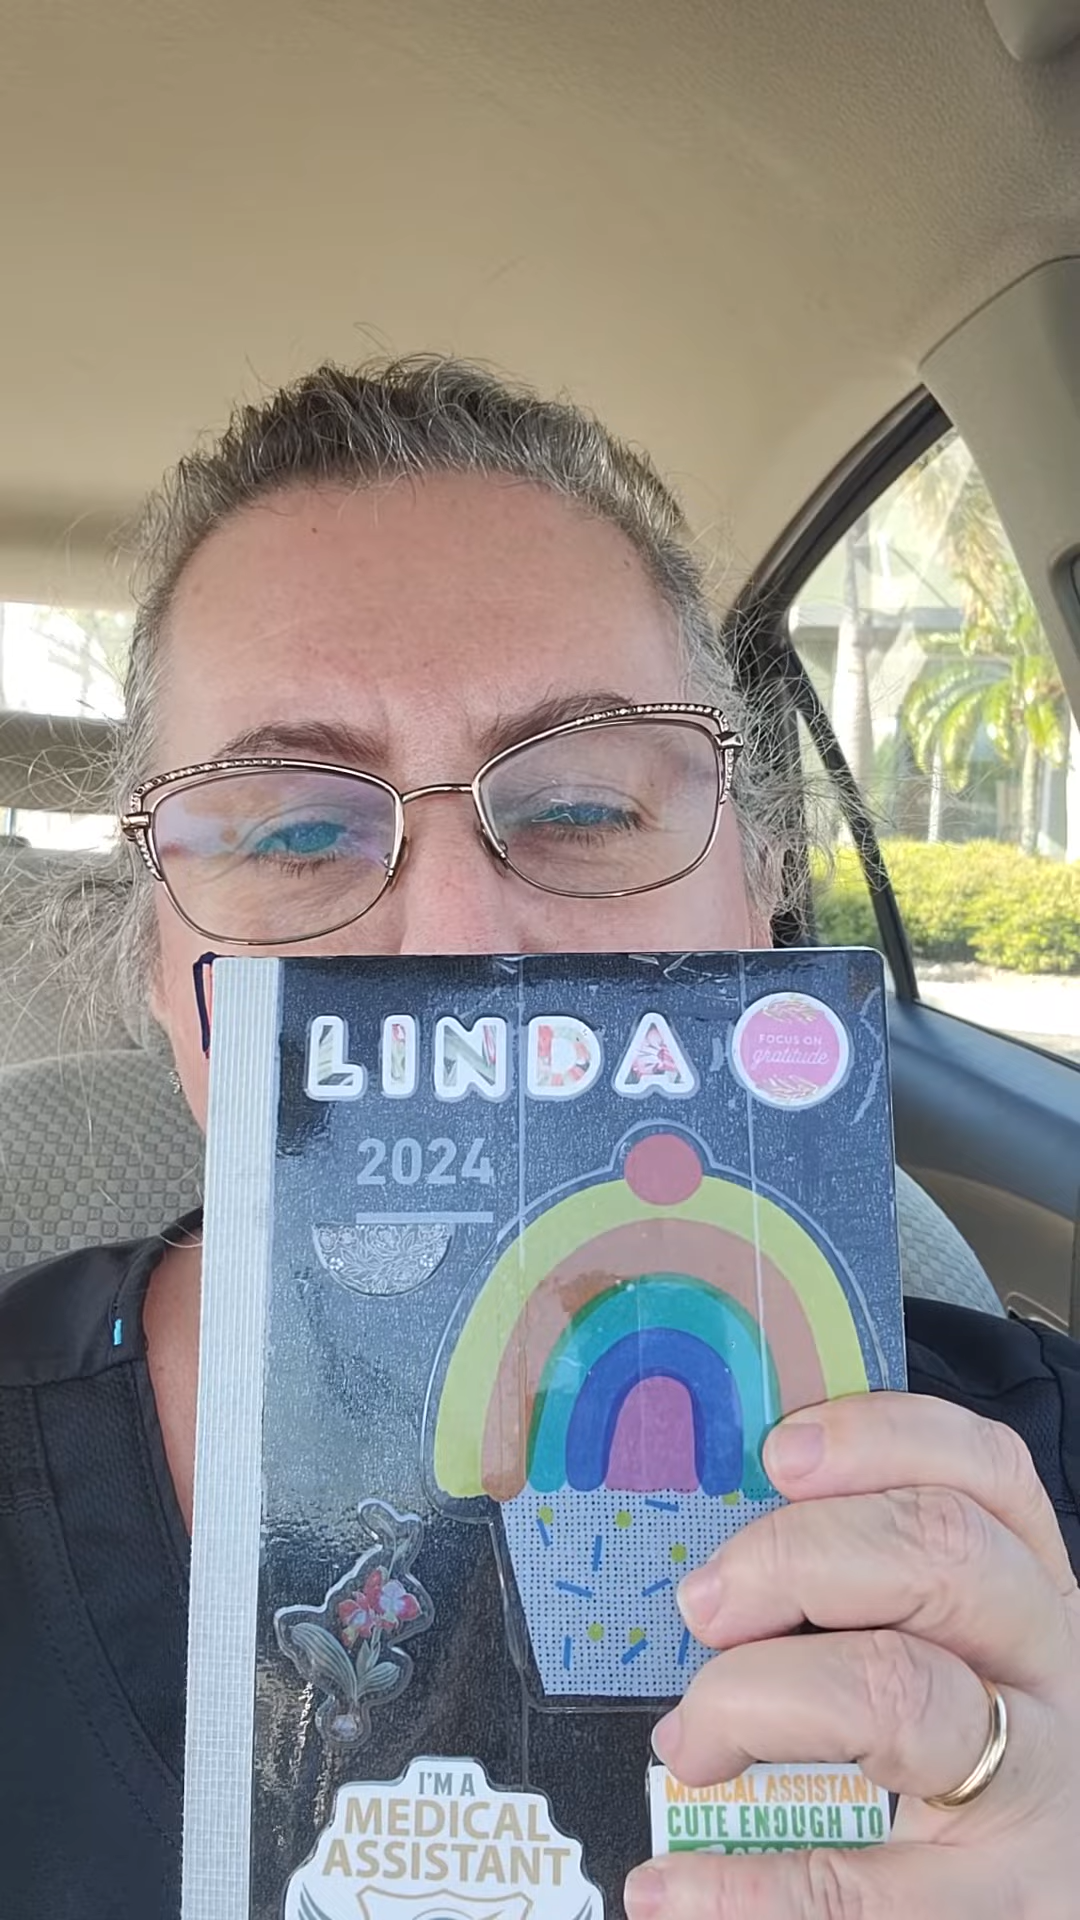 LINDA
FOCUS ON
gratitude
2024
I'M A
MEDICAL
ASSISTANT
MEDICAL ASSISTANT
CUTE ENOUGH TO